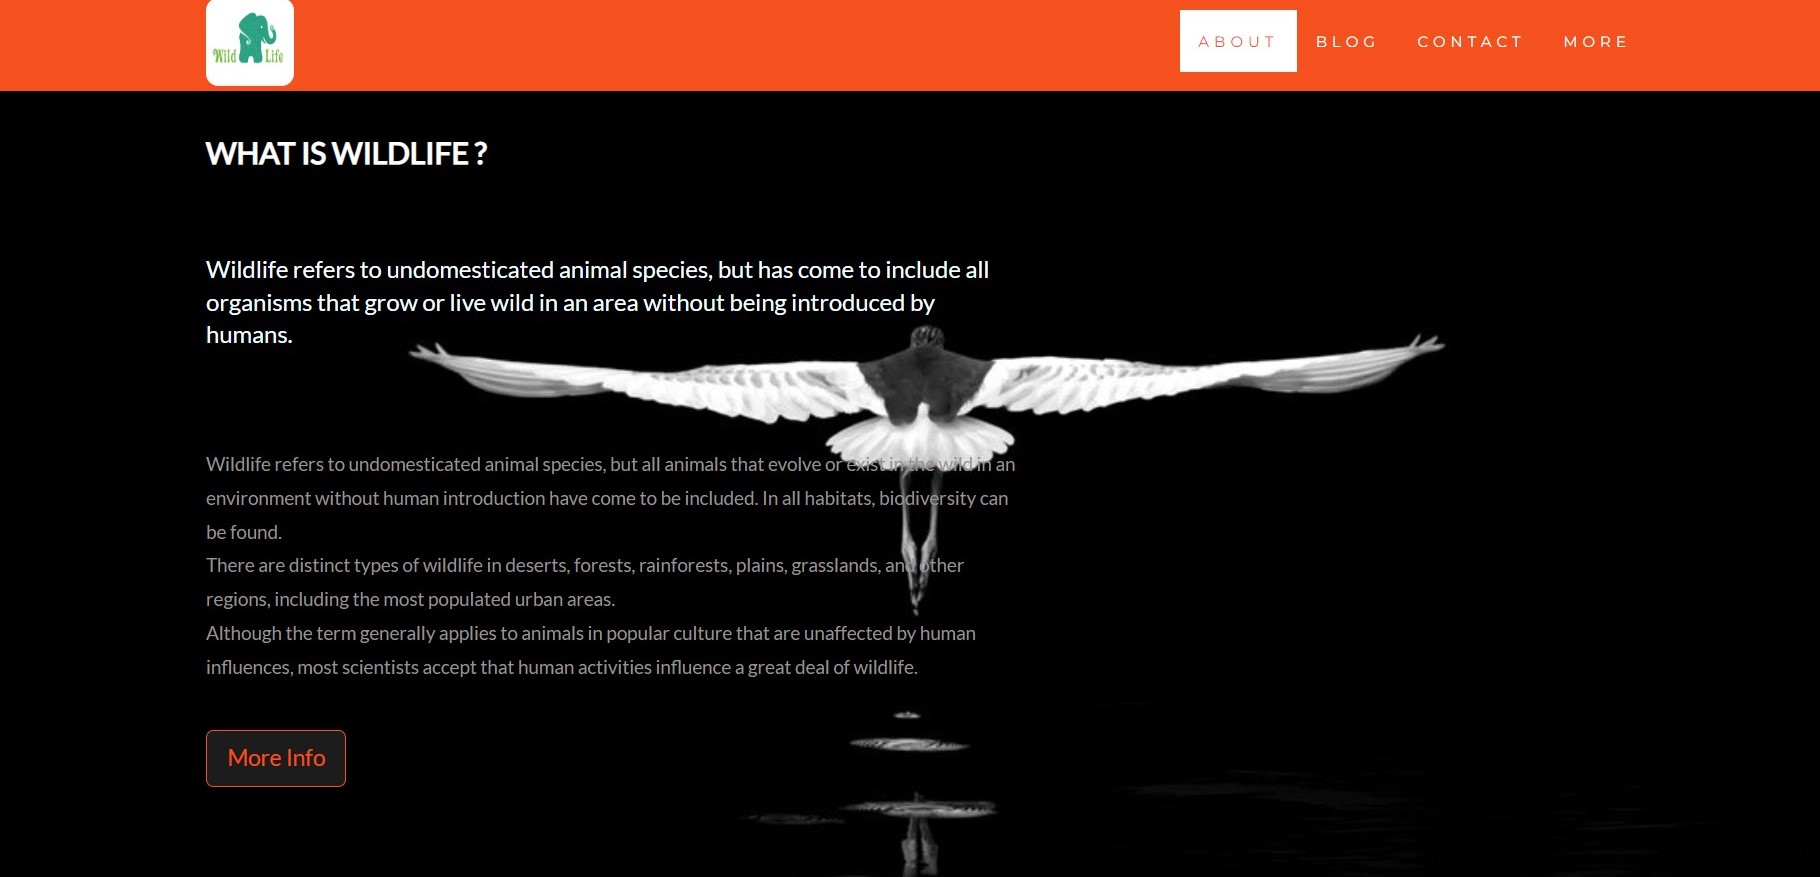 Wild Life
ABOUT BLOG CONTACT MORE
WHAT IS WILDLIFE ?
Wildlife refers to undomesticated animal species, but has come to include all
organisms that grow or live wild in an area without being introduced by
humans.
Wildlife refers to undomesticated animal species, but all animals that evolve or exist in the wild in an
environment without human introduction have come to be included. In all habitats, biodiversity can
be found.
There are distinct types of wildlife in deserts, forests, rainforests, plains, grasslands, and other
regions, including the most populated urban areas.
Although the term generally applies to animals in popular culture that are unaffected by human
influences, most scientists accept that human activities influence a great deal of wildlife.
More Info